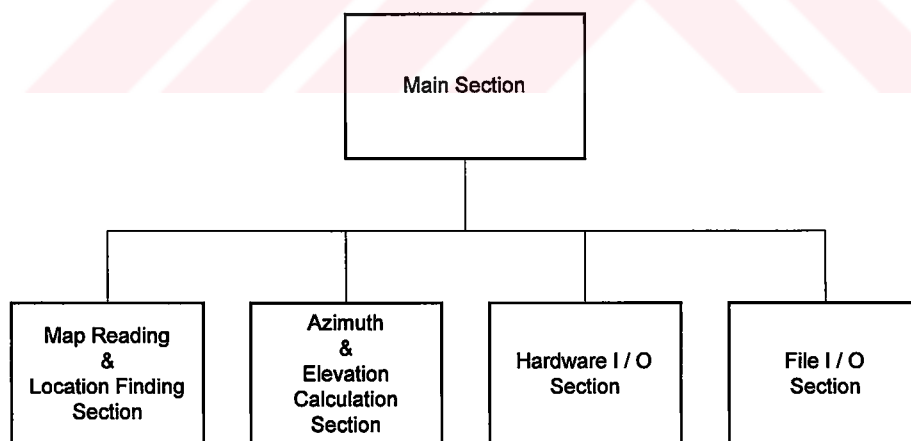 Main Section
Map Reading
&
Location Finding
Section
Azimuth
&
Elevation
Calculation
Section
Hardware I / O
Section
File I / O
Section